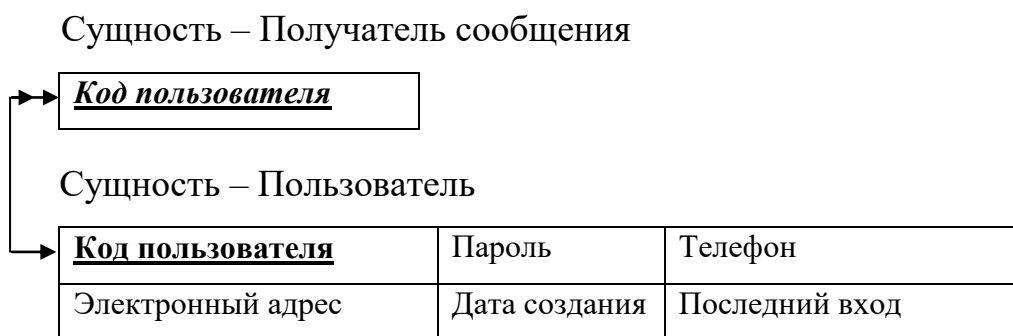 Сущность – Получатель сообщения
Код пользователя
Сущность – Пользователь
Код пользователя Пароль Телефон
Электронный адрес Дата создания Последний вход